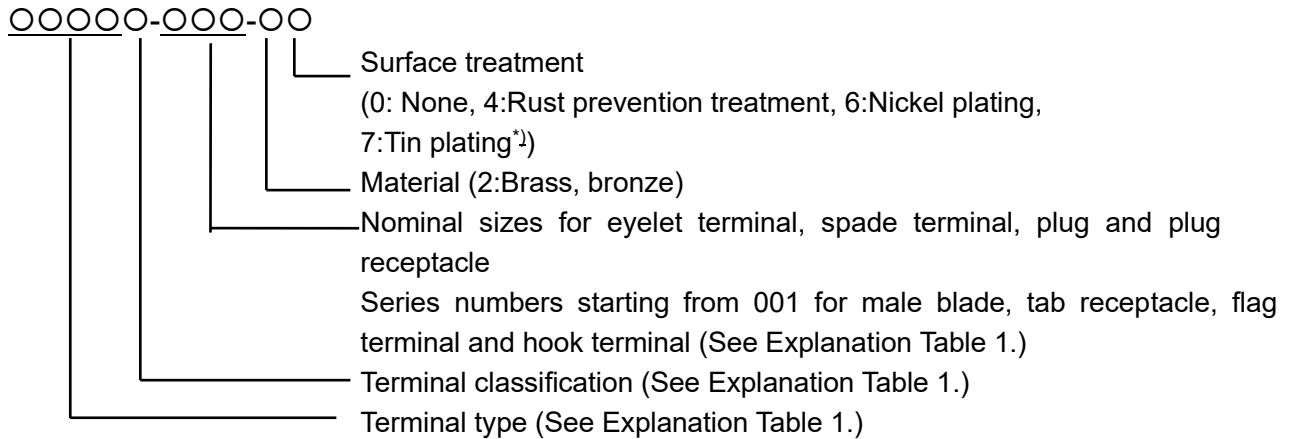 ○○○○○-○○○-○○
Surface treatment
(0: None, 4:Rust prevention treatment, 6:Nickel plating,
7:Tin plating*))
Material (2:Brass, bronze)
Nominal sizes for eyelet terminal, spade terminal, plug and plug
receptacle
Series numbers starting from 001 for male blade, tab receptacle, flag
terminal and hook terminal (See Explanation Table 1.)
Terminal classification (See Explanation Table 1.)
Terminal type (See Explanation Table 1.)